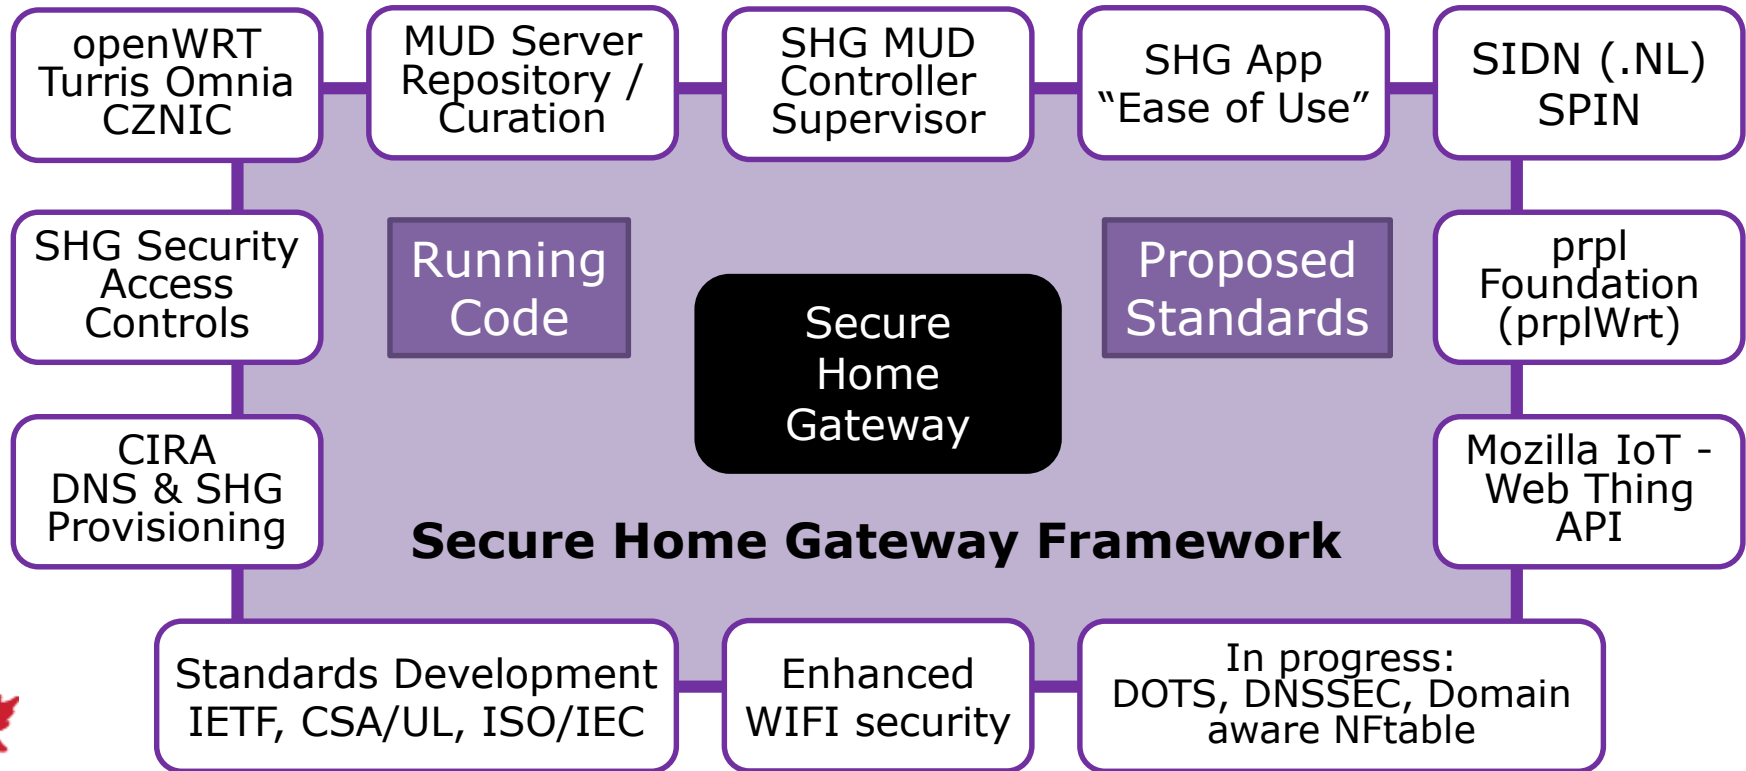 openWRT
Turris Omnia
CZNIC
MUD Server
Repository /
Curation
SHG MUD
Controller
Supervisor
SHG App
“Ease of Use”
SIDN (.NL)
SPIN
SHG Security
Access
Controls
Running
Code
Secure
Home
Gateway
Proposed
Standards
prpl
Foundation
(prplWrt)
CIRA
DNS & SHG
Provisioning
Mozilla IoT -
Web Thing
API
Secure Home Gateway Framework
Standards Development
IETF, CSA/UL, ISO/IEC
Enhanced
WIFI security
In progress:
DOTS, DNSSEC, Domain
aware NFtable